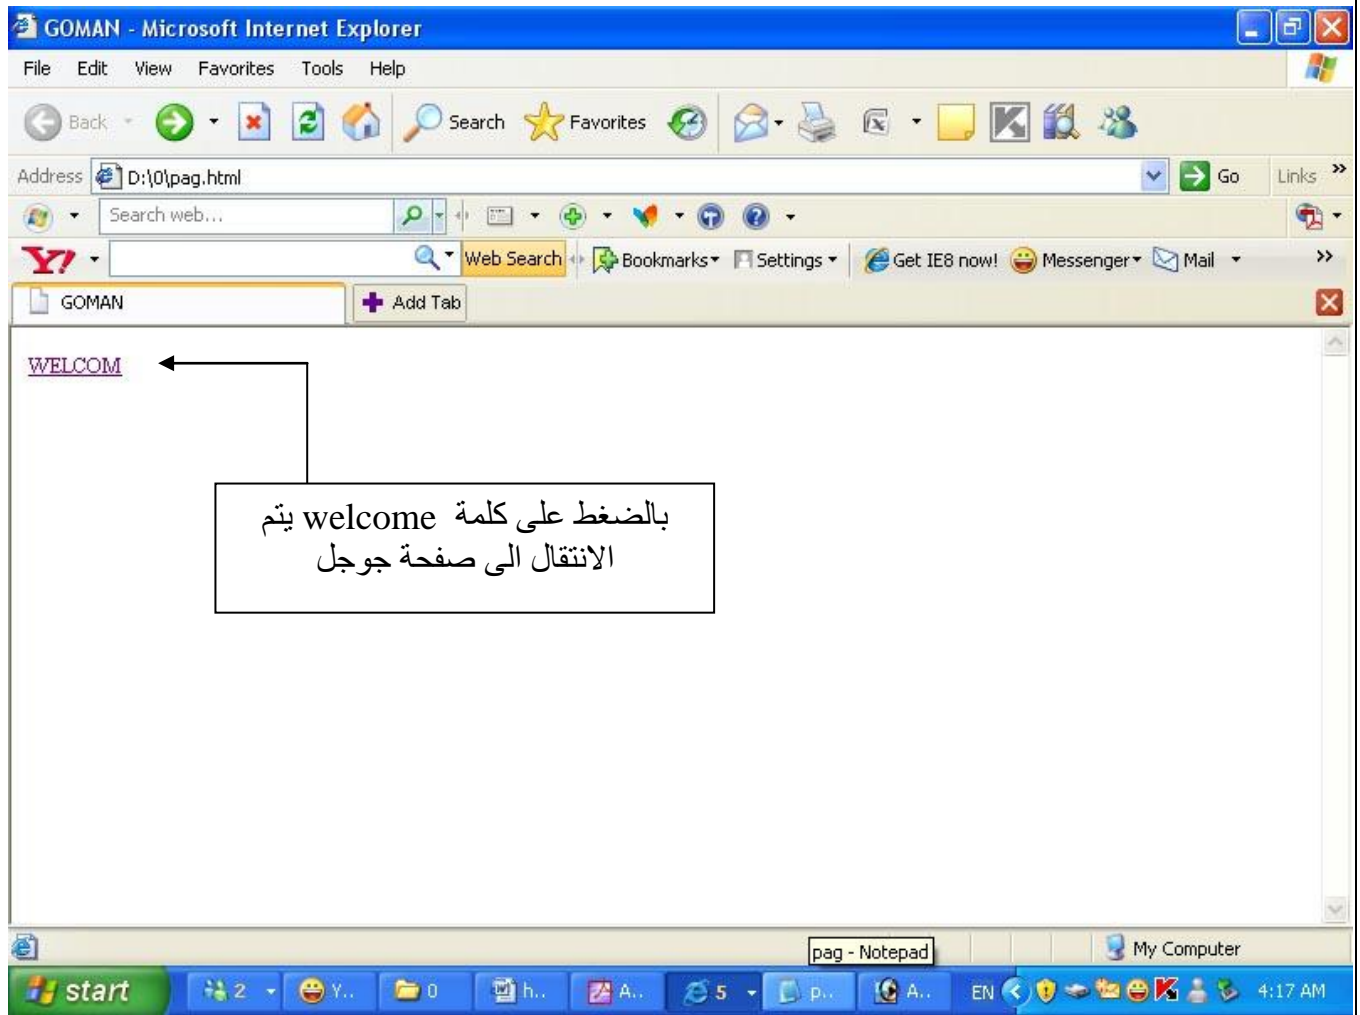 GOMAN - Microsoft Internet Explorer
File Edit View Favorites Tools Help
Back Search Favorites
Address D:\0\pag.html Go Links »
Search web...
Y! Web Search Bookmarks Settings Get IE8 now! Messenger Mail »
GOMAN Add Tab
WELCOM
بالضغط على كلمة welcome يتم
الانتقال الى صفحة جوجل
pag - Notepad
My Computer
start 2 Y.. 0 h.. A.. 5 p.. A.. EN 4:17 AM